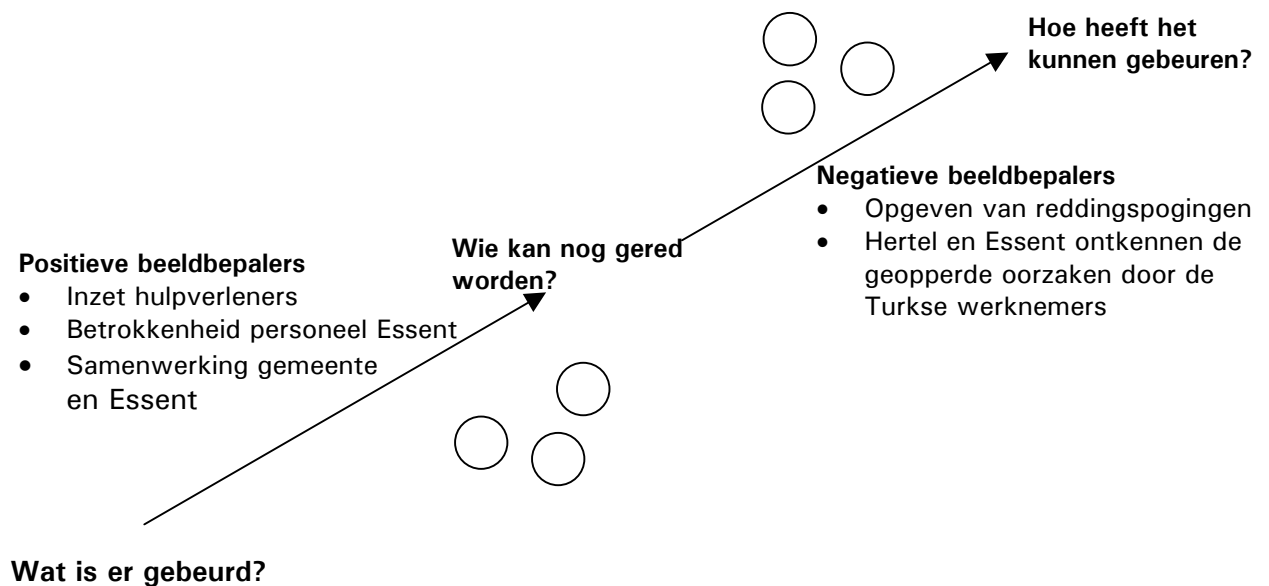 Hoe heeft het
kunnen gebeuren?
Negatieve beeldbepalers
• Opgeven van reddingspogingen
• Hertel en Essent ontkennen de
geopperde oorzaken door de
Turkse werknemers
Wie kan nog gered
worden?
Positieve beeldbepalers
• Inzet hulpverleners
• Betrokkenheid personeel Essent
• Samenwerking gemeente
en Essent
Wat is er gebeurd?